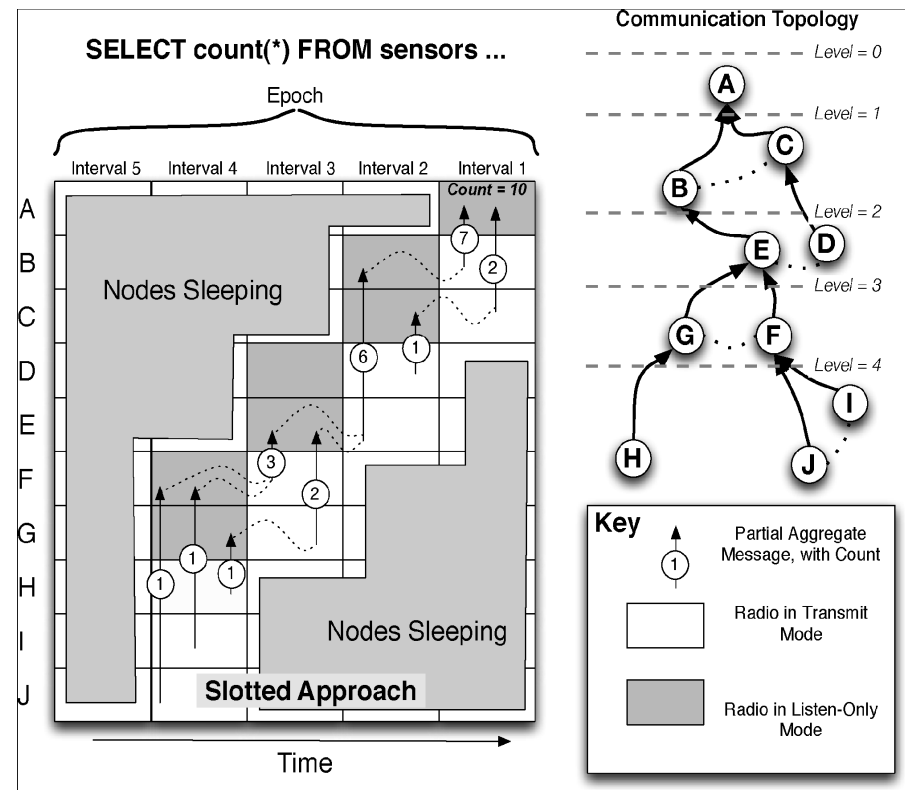 SELECT count(*) FROM sensors ...
Epoch
Interval 5 Interval 4 Interval 3 Interval 2 Interval 1
Count = 10
A
B
C
D
E
F
G
H
I
J
Nodes Sleeping
7
2
6
1
3
2
1
1
1
Nodes Sleeping
Slotted Approach
Time
Communication Topology
Level = 0
A
Level = 1
C
B
Level = 2
E
D
Level = 3
G
F
Level = 4
I
H
J
Key
1
Partial Aggregate
Message, with Count
Radio in Transmit
Mode
Radio in Listen-Only
Mode